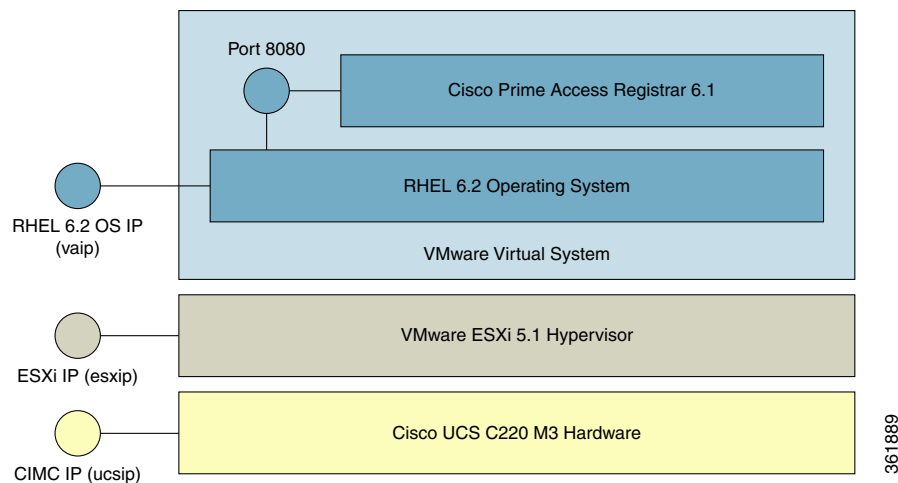 Port 8080
Cisco Prime Access Registrar 6.1
RHEL 6.2 Operating System
RHEL 6.2 OS IP
(vaip)
VMware Virtual System
VMware ESXi 5.1 Hypervisor
ESXi IP (esxip)
Cisco UCS C220 M3 Hardware
CIMC IP (ucsip)
361889